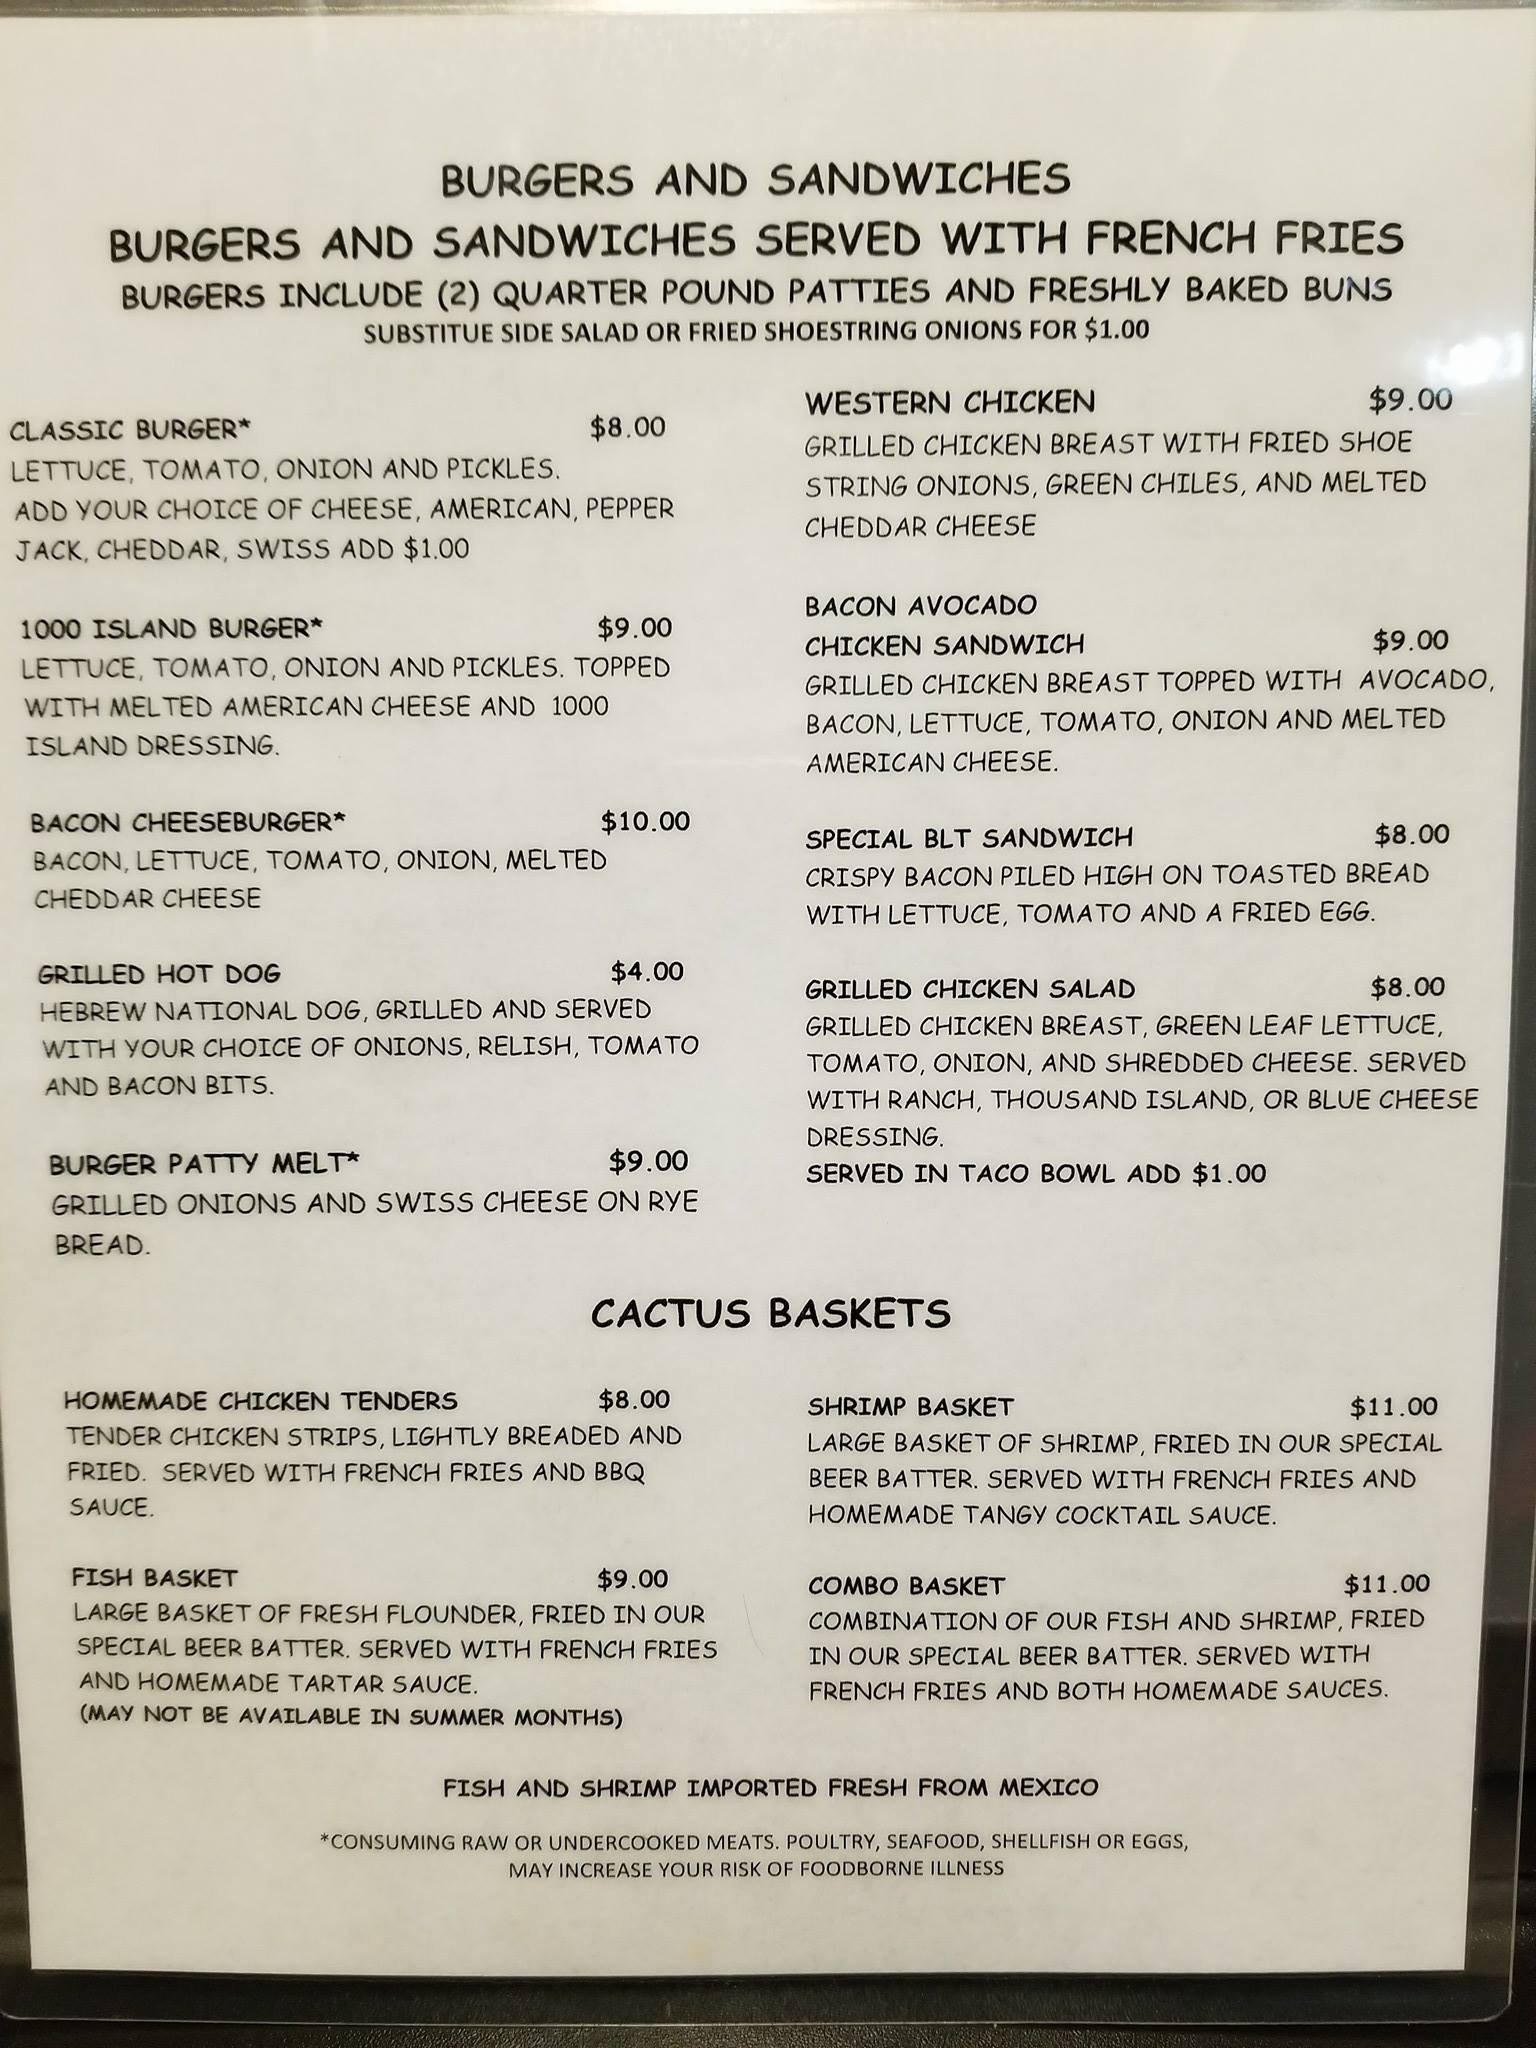 BURGERS AND SANDWICHES
BURGERS AND SANDWICHES SERVED WITH FRENCH FRIES
BURGERS INCLUDE (2) QUARTER POUND PATTIES AND FRESHLY BAKED BUNS
SUBSTITUE SIDE SALAD OR FRIED SHOESTRING ONIONS FOR $1.00
CLASSIC BURGER* $8.00
LETTUCE, TOMATO, ONION AND PICKLES.
ADD YOUR CHOICE OF CHEESE, AMERICAN, PEPPER
JACK, CHEDDAR, SWISS ADD $1.00
1000 ISLAND BURGER* $9.00
LETTUCE, TOMATO, ONION AND PICKLES. TOPPED
WITH MELTED AMERICAN CHEESE AND 1000
ISLAND DRESSING.
BACON CHEESEBURGER* $10.00
BACON, LETTUCE, TOMATO, ONION, MELTED
CHEDDAR CHEESE
GRILLED HOT DOG $4.00
HEBREW NATIONAL DOG, GRILLED AND SERVED
WITH YOUR CHOICE OF ONIONS, RELISH, TOMATO
AND BACON BITS.
BURGER PATTY MELT* $9.00
GRILLED ONIONS AND SWISS CHEESE ON RYE
BREAD.
WESTERN CHICKEN $9.00
GRILLED CHICKEN BREAST WITH FRIED SHOE
STRING ONIONS, GREEN CHILES, AND MELTED
CHEDDAR CHEESE
BACON AVOCADO
CHICKEN SANDWICH $9.00
GRILLED CHICKEN BREAST TOPPED WITH AVOCADO,
BACON, LETTUCE, TOMATO, ONION AND MELTED
AMERICAN CHEESE.
SPECIAL BLT SANDWICH $8.00
CRISPY BACON PILED HIGH ON TOASTED BREAD
WITH LETTUCE, TOMATO AND A FRIED EGG.
GRILLED CHICKEN SALAD $8.00
GRILLED CHICKEN BREAST, GREEN LEAF LETTUCE,
TOMATO, ONION, AND SHREDDED CHEESE. SERVED
WITH RANCH, THOUSAND ISLAND, OR BLUE CHEESE
DRESSING.
SERVED IN TACO BOWL ADD $1.00
CACTUS BASKETS
HOMEMADE CHICKEN TENDERS $8.00
TENDER CHICKEN STRIPS, LIGHTLY BREADED AND
FRIED. SERVED WITH FRENCH FRIES AND BBQ
SAUCE.
FISH BASKET $9.00
LARGE BASKET OF FRESH FLOUNDER, FRIED IN OUR
SPECIAL BEER BATTER. SERVED WITH FRENCH FRIES
AND HOMEMADE TARTAR SAUCE.
(MAY NOT BE AVAILABLE IN SUMMER MONTHS)
SHRIMP BASKET $11.00
LARGE BASKET OF SHRIMP, FRIED IN OUR SPECIAL
BEER BATTER. SERVED WITH FRENCH FRIES AND
HOMEMADE TANGY COCKTAIL SAUCE.
COMBO BASKET $11.00
COMBINATION OF OUR FISH AND SHRIMP, FRIED
IN OUR SPECIAL BEER BATTER. SERVED WITH
FRENCH FRIES AND BOTH HOMEMADE SAUCES.
FISH AND SHRIMP IMPORTED FRESH FROM MEXICO
*CONSUMING RAW OR UNDERCOOKED MEATS. POULTRY, SEAFOOD, SHELLFISH OR EGGS,
MAY INCREASE YOUR RISK OF FOODBORNE ILLNESS